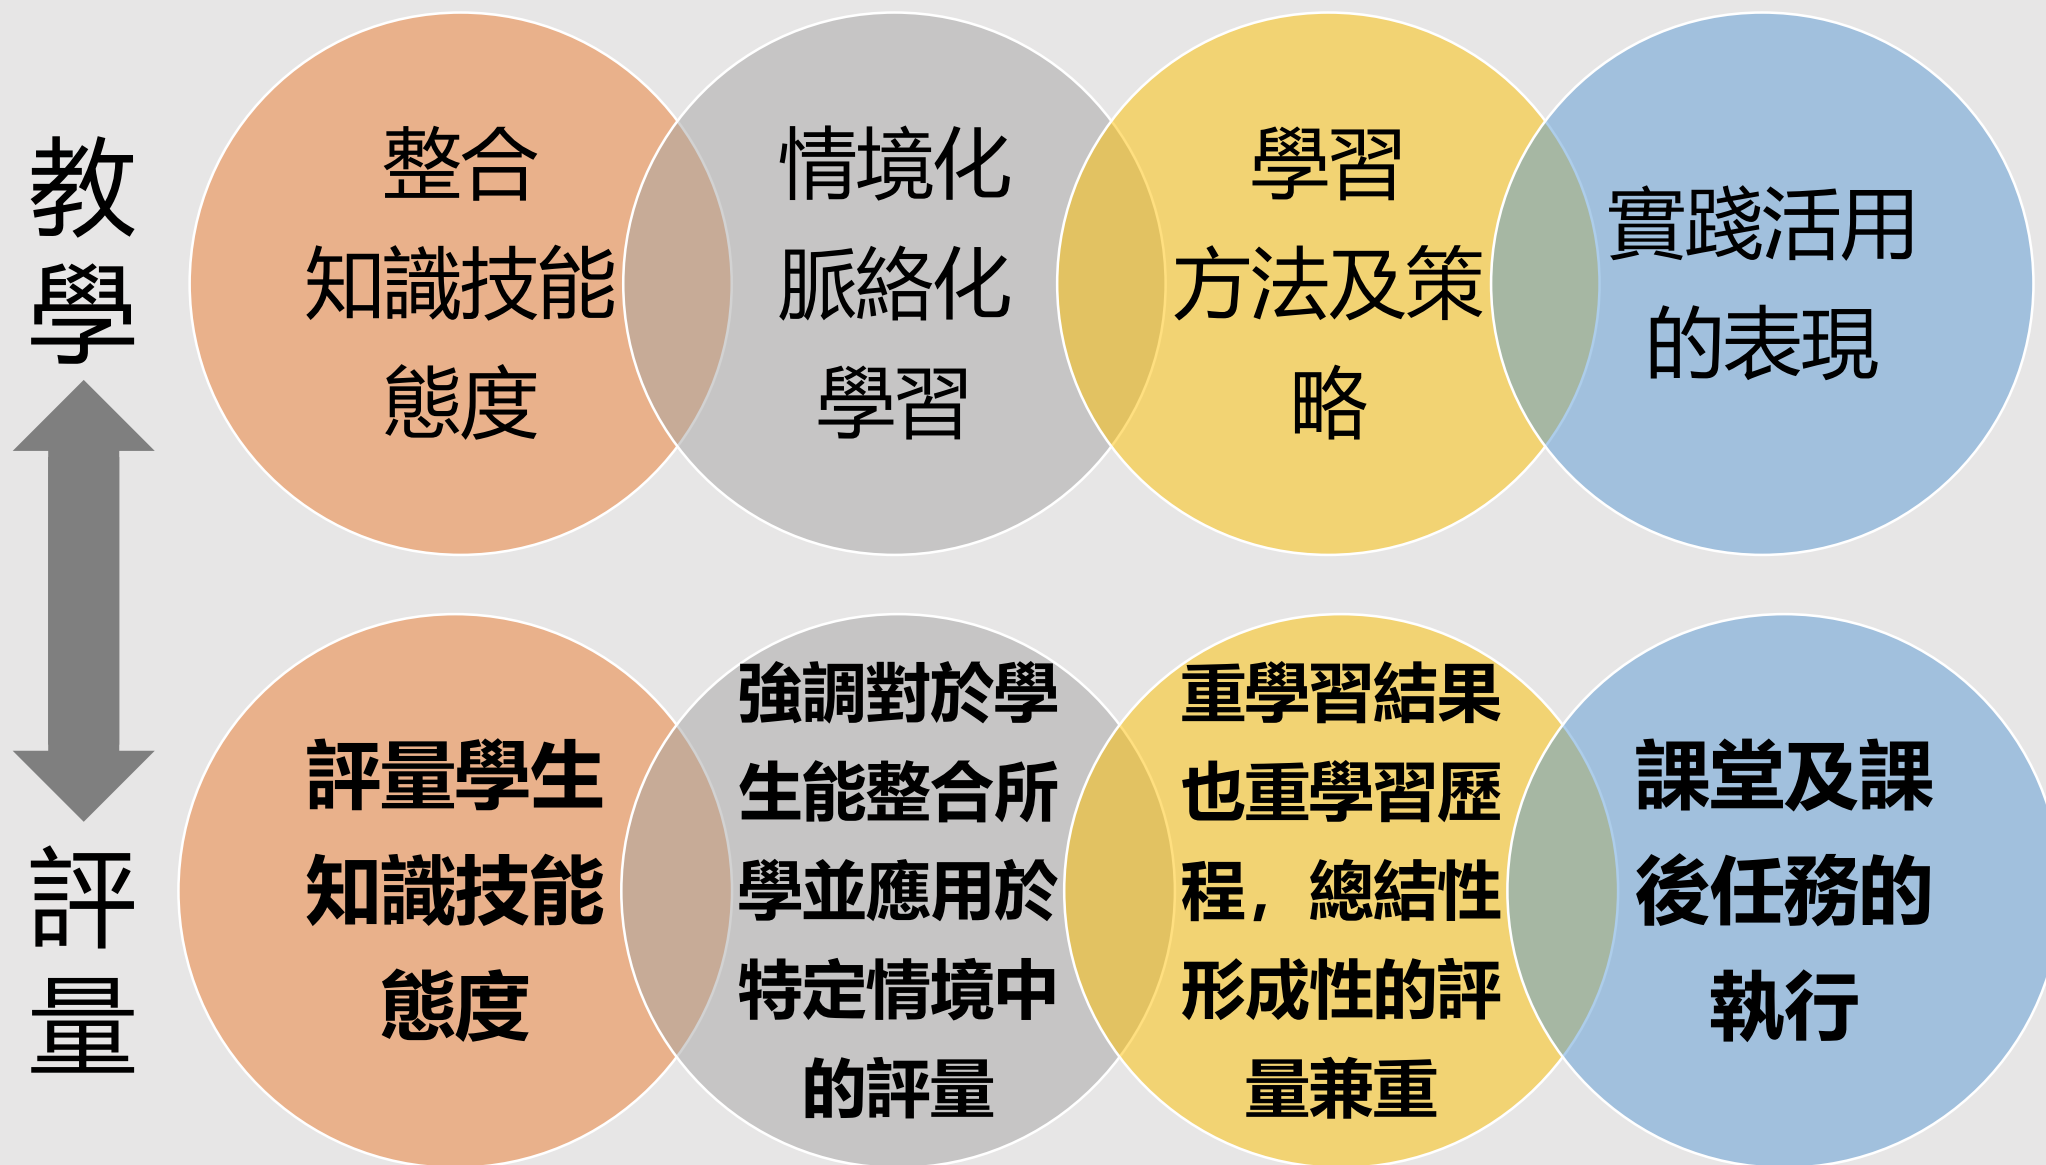 教學
整合
知識技能
態度
情境化
脈絡化
學習
學習
方法及策
略
實踐活用
的表現
評量
評量學生
知識技能
態度
強調對於學
生能整合所
學並應用於
特定情境中
的評量
重學習結果
也重學習歷
程，總結性
形成性的評
量兼重
課堂及課
後任務的
執行